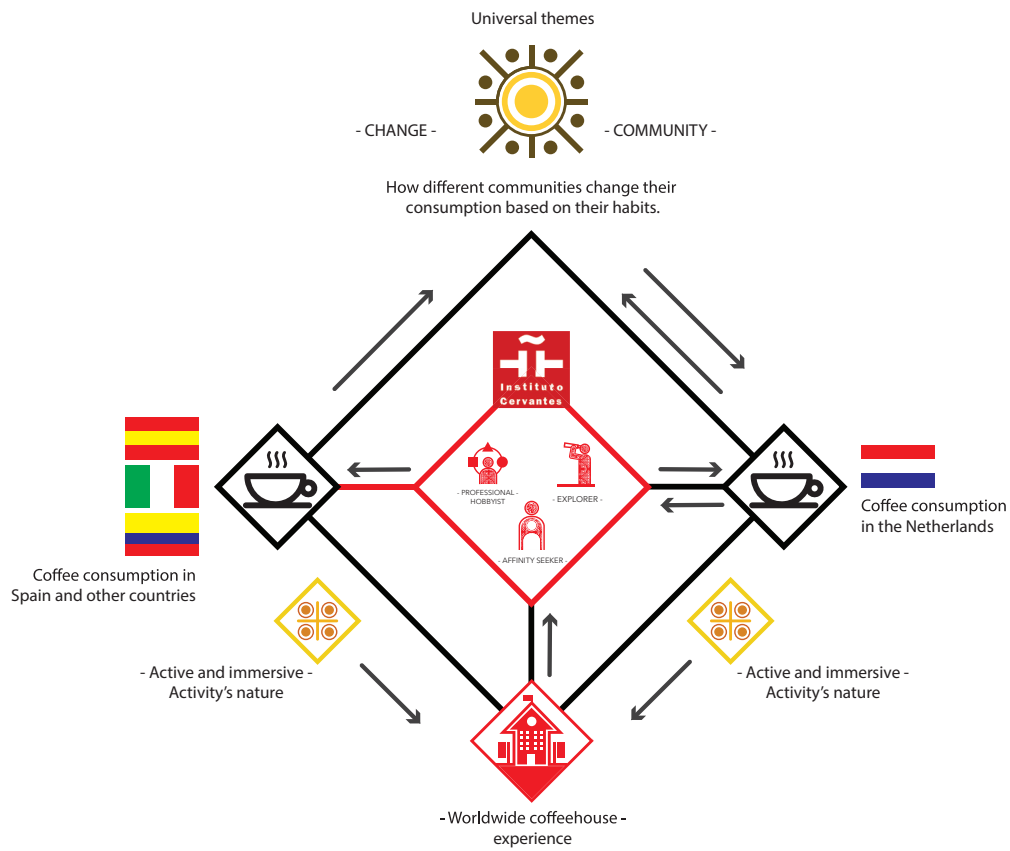 Universal themes
- CHANGE -
- COMMUNITY -
How different communities change their
consumption based on their habits.
Instituto
Cervantes
- PROFESSIONAL -
HOBBYIST
- EXPLORER -
- AFFINITY SEEKER -
Coffee consumption in
Spain and other countries
Coffee consumption
in the Netherlands
- Active and immersive -
Activity's nature
- Active and immersive -
Activity's nature
- Worldwide coffeehouse -
experience